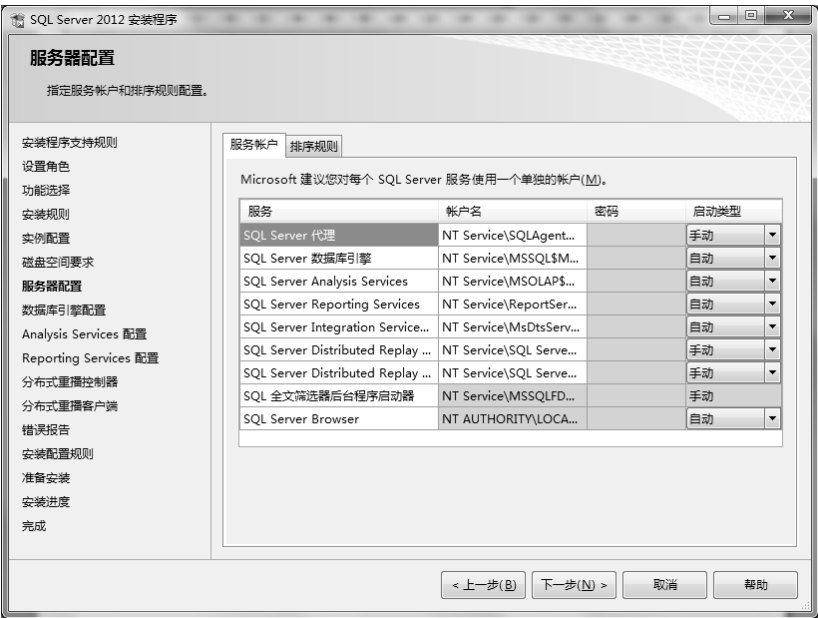 SQL Server 2012 安装程序
服务器配置
指定服务帐户和排序规则配置。
安装程序支持规则
设置角色
功能选择
安装规则
实例配置
磁盘空间要求
服务器配置
数据库引擎配置
Analysis Services 配置
Reporting Services 配置
分布式重播控制器
分布式重播客户端
错误报告
安装配置规则
准备安装
安装进度
完成
服务帐户 排序规则
Microsoft 建议您对每个 SQL Server 服务使用一个单独的帐户(M)。
服务 帐户名 密码 启动类型
SQL Server 代理 NT Service\SQLAgent... 手动
SQL Server 数据库引擎 NT Service\MSSQL$M... 自动
SQL Server Analysis Services NT Service\MSOLAP$... 自动
SQL Server Reporting Services NT Service\ReportSer... 自动
SQL Server Integration Service... NT Service\MsDtsServ... 自动
SQL Server Distributed Replay ... NT Service\SQL Serve... 手动
SQL Server Distributed Replay ... NT Service\SQL Serve... 手动
SQL 全文筛选器后台程序启动器 NT Service\MSSQLFD... 手动
SQL Server Browser NT AUTHORITY\LOCA... 自动
< 上一步(B) 下一步(N) > 取消 帮助